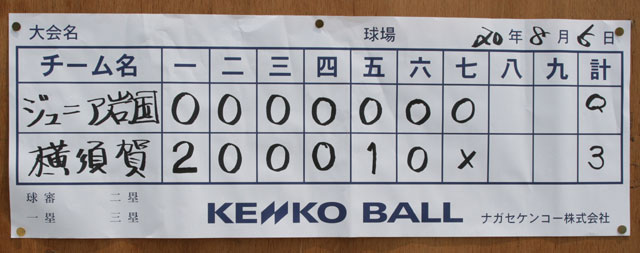 大会名 球場 20年8月5日
チーム名 一 二 三 四 五 六 七 八 九 計
ジュニア岩国 0 0 0 0 0 0 0 0
横須賀 2 0 0 0 1 0 x 3
球審 二塁
一塁 三塁
KENKO BALL ナガセケンコー株式会社